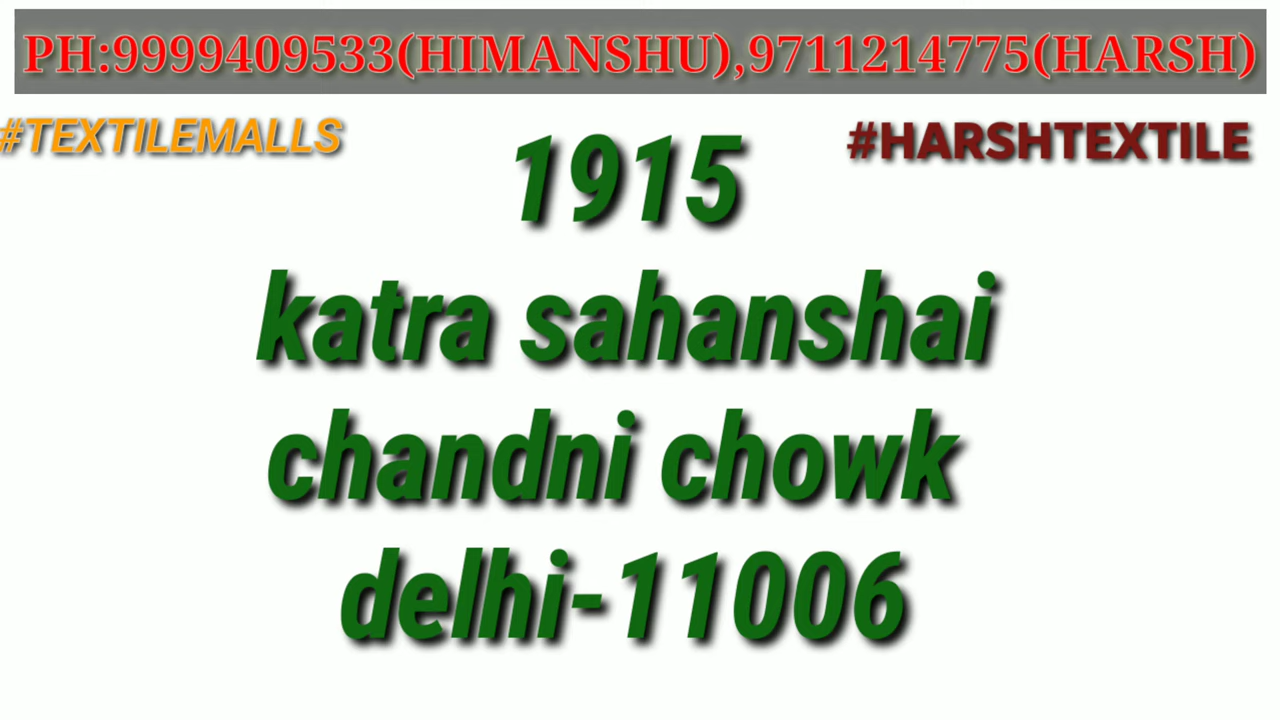 PH:9999409533(HIMANSHU),9711214775(HARSH)
#TEXTILEMALLS
#HARSHTEXTILE
1915
katra sahanshai
chandni chowk
delhi-11006